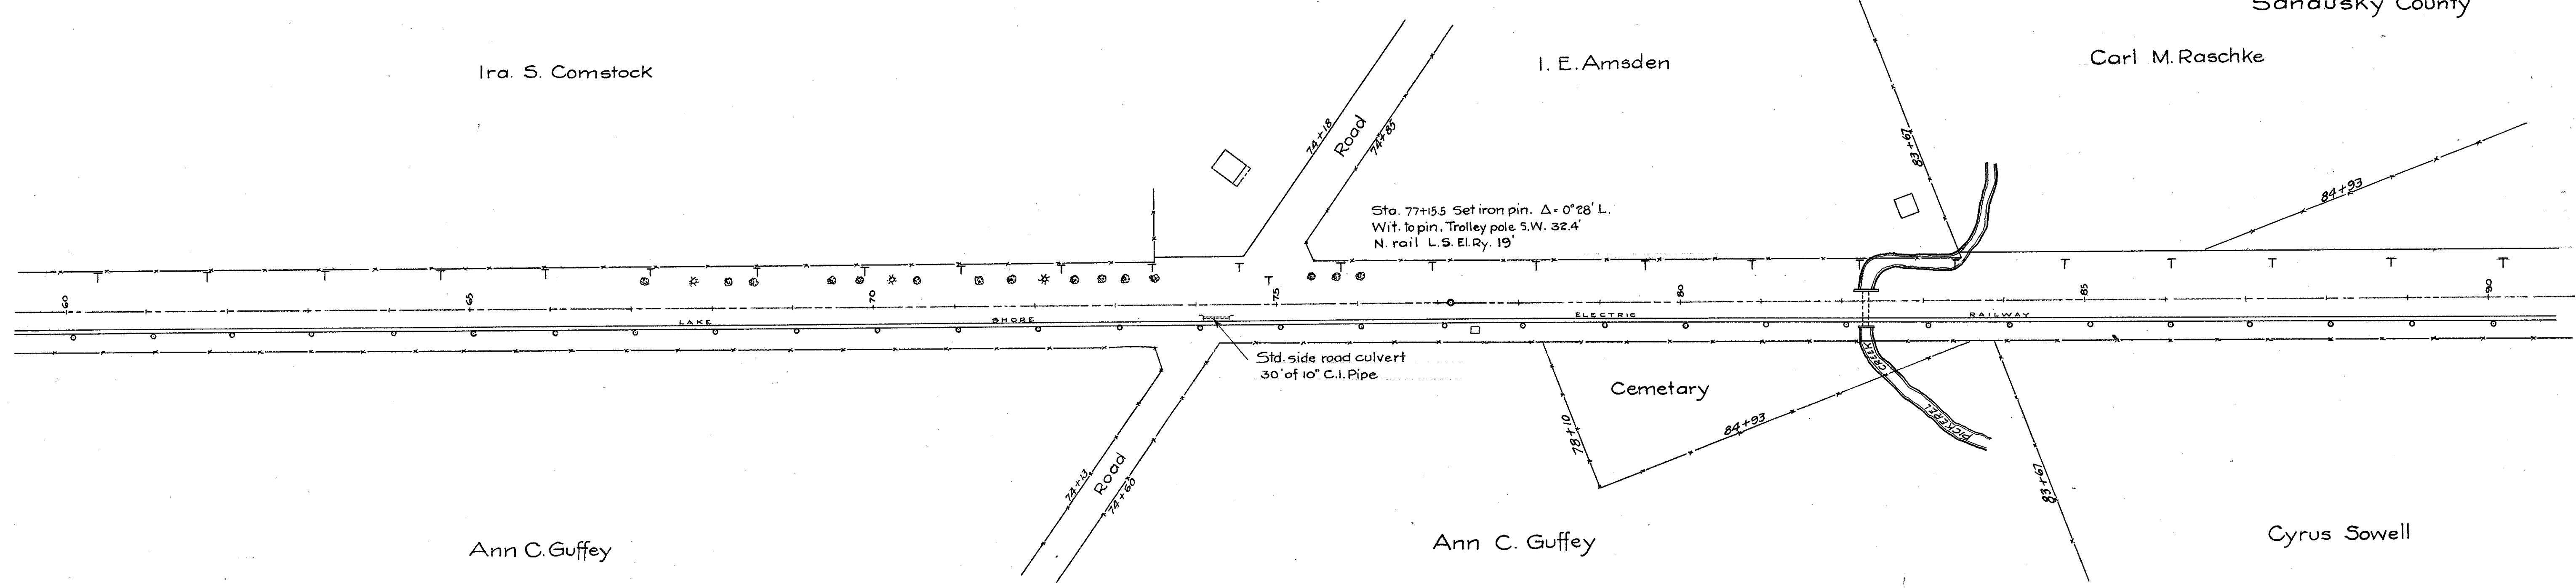 Sandusky County
Ira. S. Comstock
I. E. Amsden
Carl M. Raschke
74+18
Road
74+85
83+67
84+93
Sta. 77+15.5 Set iron pin. Δ= 0°28' L.
Wit. to pin, Trolley pole S.W. 32.4'
N. rail L.S. El. Ry. 19'
T T T T T T T T T T T T T T T T T T T T T T T T
60
65
70
75
80
85
90
LAKE SHORE ELECTRIC RAILWAY
Std. side road culvert
30' of 10" C.I. Pipe
CREEK
PICKEREL
Cemetary
78+10
84+93
83+67
74+13
Road
74+60
Ann C. Guffey
Ann C. Guffey
Cyrus Sowell